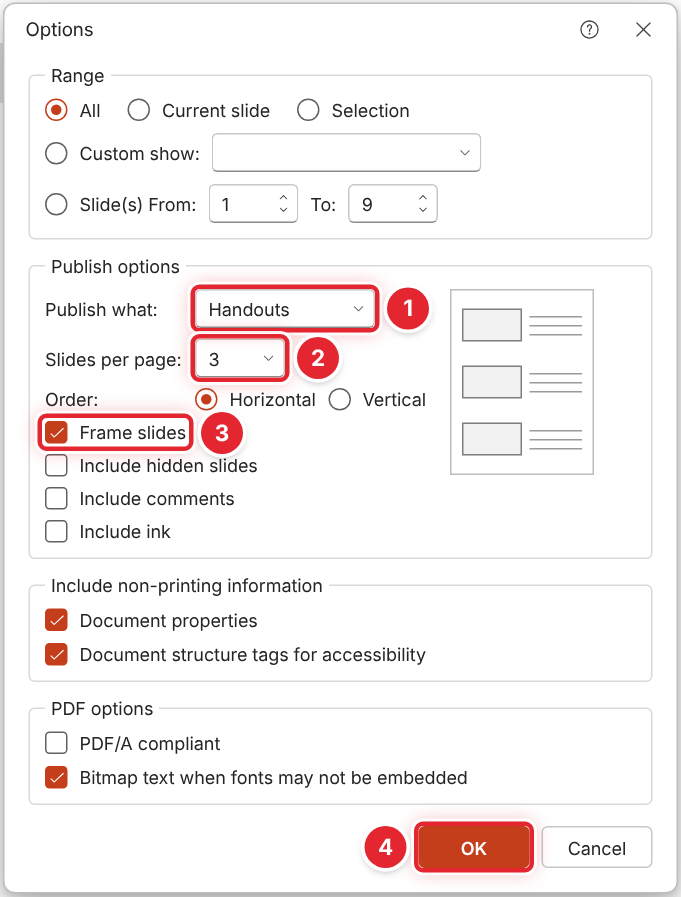 Options
Range
All Current slide Selection
Custom show:
Slide(s) From: 1 To: 9
Publish options
Publish what: Handouts 1
Slides per page: 3 2
Order: Horizontal Vertical
Frame slides 3
Include hidden slides
Include comments
Include ink
Include non-printing information
Document properties
Document structure tags for accessibility
PDF options
PDF/A compliant
Bitmap text when fonts may not be embedded
4 OK Cancel